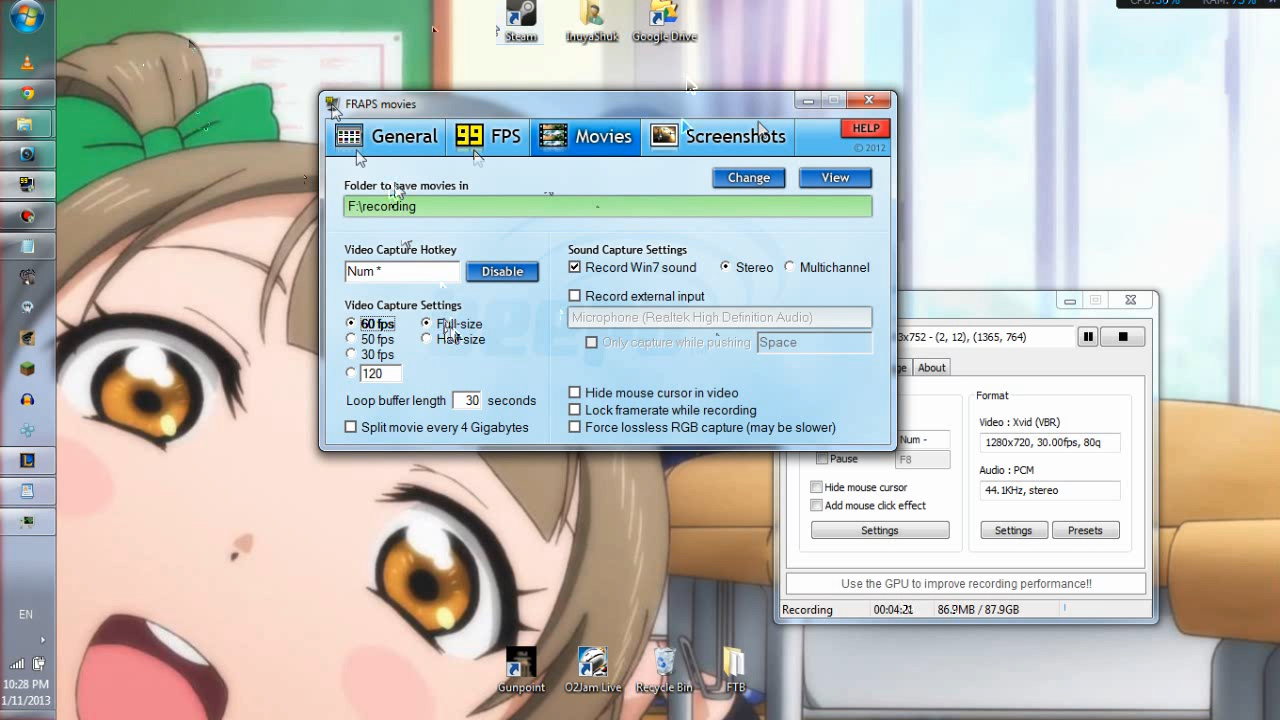 Steam
InuyaShuk
Google Drive
FRAPS movies
General
99 FPS
Movies
Screenshots
HELP
© 2012
Folder to save movies in
Change
View
F:\recording
Video Capture Hotkey
Num *
Disable
Video Capture Settings
60 fps
Full-size
50 fps
Half-size
30 fps
120
Loop buffer length 30 seconds
Split movie every 4 Gigabytes
Sound Capture Settings
Record Win7 sound
Stereo
Multichannel
Record external input
Microphone (Realtek High Definition Audio)
Only capture while pushing
Space
Hide mouse cursor in video
Lock framerate while recording
Force lossless RGB capture (may be slower)
3x752 - (2, 12), (1365, 764)
About
Format
Video : Xvid (VBR)
1280x720, 30.00fps, 80q
Audio : PCM
44.1KHz, stereo
Settings
Presets
Num -
Pause
F8
Hide mouse cursor
Add mouse click effect
Settings
Use the GPU to improve recording performance!!
Recording
00:04:21
86.9MB / 87.9GB
Gunpoint
O2Jam Live
Recycle Bin
FTB
EN
10:28 PM
1/11/2013